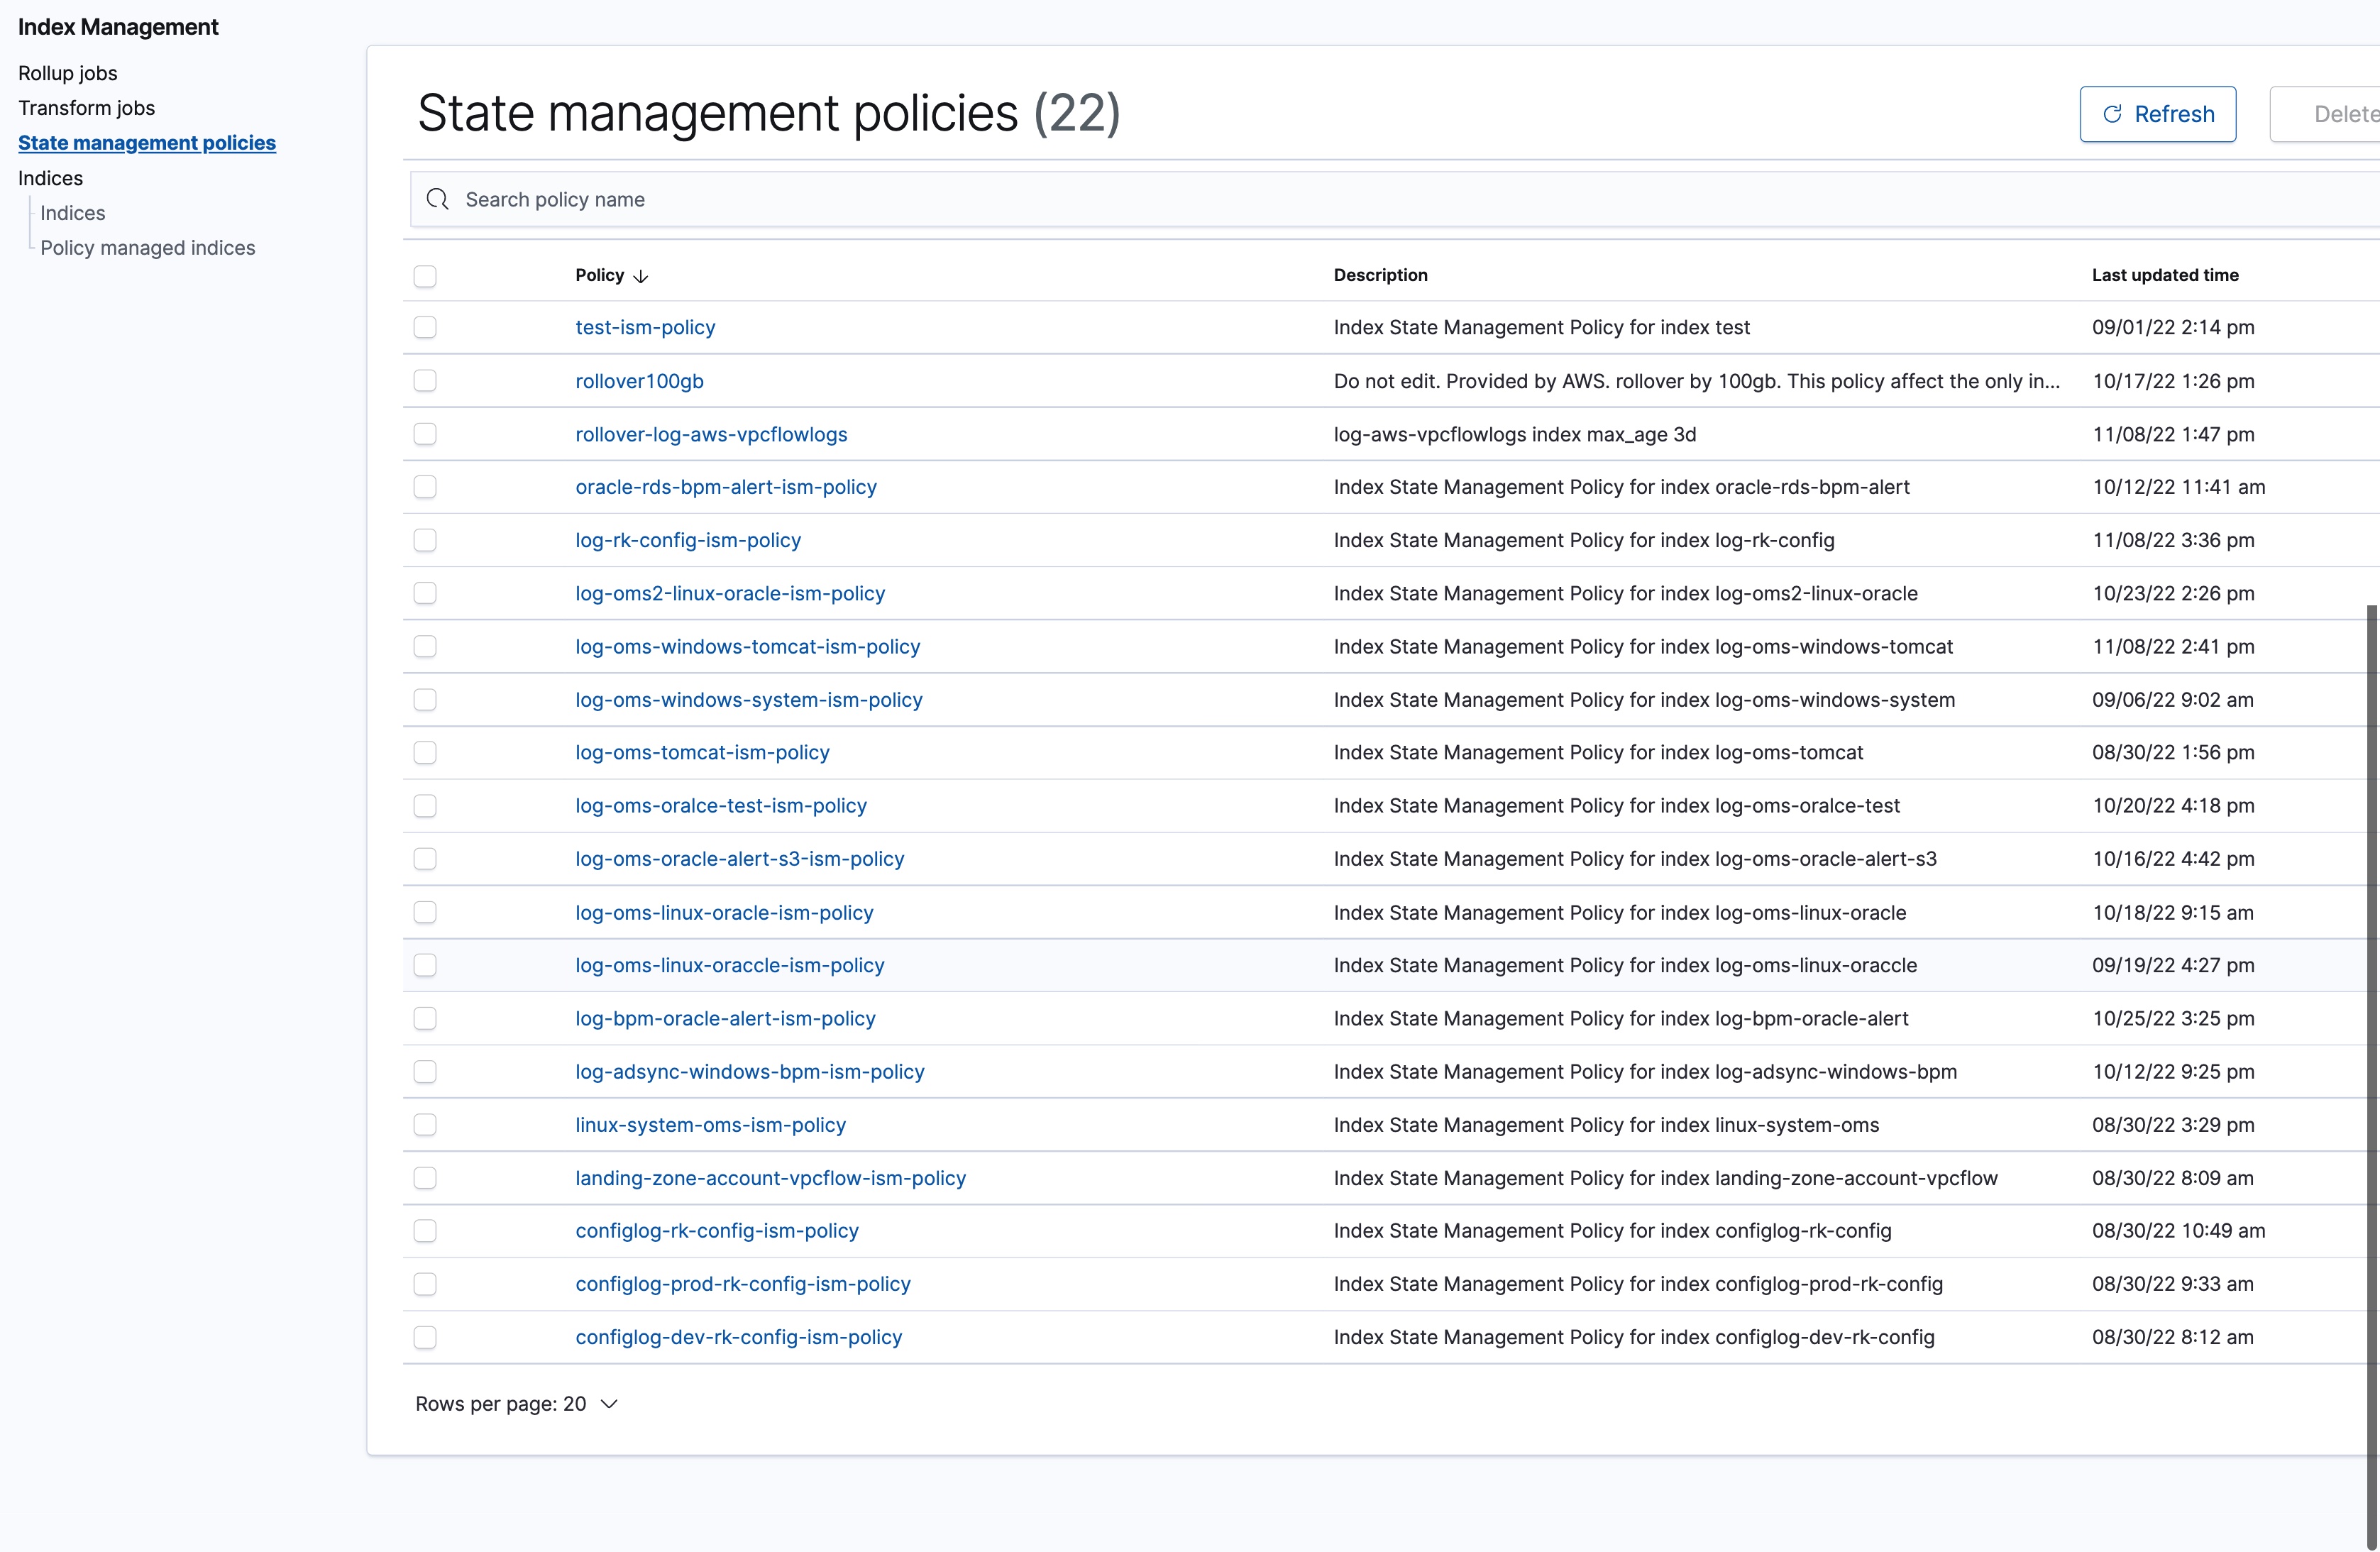 Index Management
Rollup jobs
Transform jobs
State management policies
Indices
Indices
Policy managed indices
State management policies (22)
Refresh
Delete
Search policy name
Policy Description Last updated time
test-ism-policy Index State Management Policy for index test 09/01/22 2:14 pm
rollover100gb Do not edit. Provided by AWS. rollover by 100gb. This policy affect the only in... 10/17/22 1:26 pm
rollover-log-aws-vpcflowlogs log-aws-vpcflowlogs index max_age 3d 11/08/22 1:47 pm
oracle-rds-bpm-alert-ism-policy Index State Management Policy for index oracle-rds-bpm-alert 10/12/22 11:41 am
log-rk-config-ism-policy Index State Management Policy for index log-rk-config 11/08/22 3:36 pm
log-oms2-linux-oracle-ism-policy Index State Management Policy for index log-oms2-linux-oracle 10/23/22 2:26 pm
log-oms-windows-tomcat-ism-policy Index State Management Policy for index log-oms-windows-tomcat 11/08/22 2:41 pm
log-oms-windows-system-ism-policy Index State Management Policy for index log-oms-windows-system 09/06/22 9:02 am
log-oms-tomcat-ism-policy Index State Management Policy for index log-oms-tomcat 08/30/22 1:56 pm
log-oms-oralce-test-ism-policy Index State Management Policy for index log-oms-oralce-test 10/20/22 4:18 pm
log-oms-oracle-alert-s3-ism-policy Index State Management Policy for index log-oms-oracle-alert-s3 10/16/22 4:42 pm
log-oms-linux-oracle-ism-policy Index State Management Policy for index log-oms-linux-oracle 10/18/22 9:15 am
log-oms-linux-oraccle-ism-policy Index State Management Policy for index log-oms-linux-oraccle 09/19/22 4:27 pm
log-bpm-oracle-alert-ism-policy Index State Management Policy for index log-bpm-oracle-alert 10/25/22 3:25 pm
log-adsync-windows-bpm-ism-policy Index State Management Policy for index log-adsync-windows-bpm 10/12/22 9:25 pm
linux-system-oms-ism-policy Index State Management Policy for index linux-system-oms 08/30/22 3:29 pm
landing-zone-account-vpcflow-ism-policy Index State Management Policy for index landing-zone-account-vpcflow 08/30/22 8:09 am
configlog-rk-config-ism-policy Index State Management Policy for index configlog-rk-config 08/30/22 10:49 am
configlog-prod-rk-config-ism-policy Index State Management Policy for index configlog-prod-rk-config 08/30/22 9:33 am
configlog-dev-rk-config-ism-policy Index State Management Policy for index configlog-dev-rk-config 08/30/22 8:12 am
Rows per page: 20